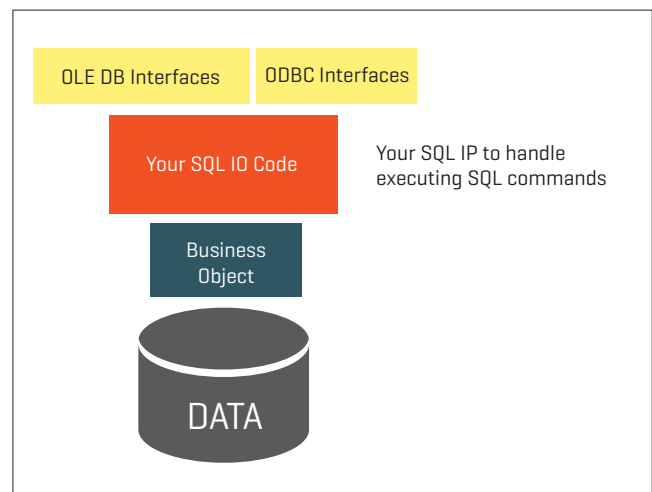 OLE DB Interfaces
ODBC Interfaces
Your SQL IO Code
Your SQL IP to handle
executing SQL commands
Business
Object
DATA